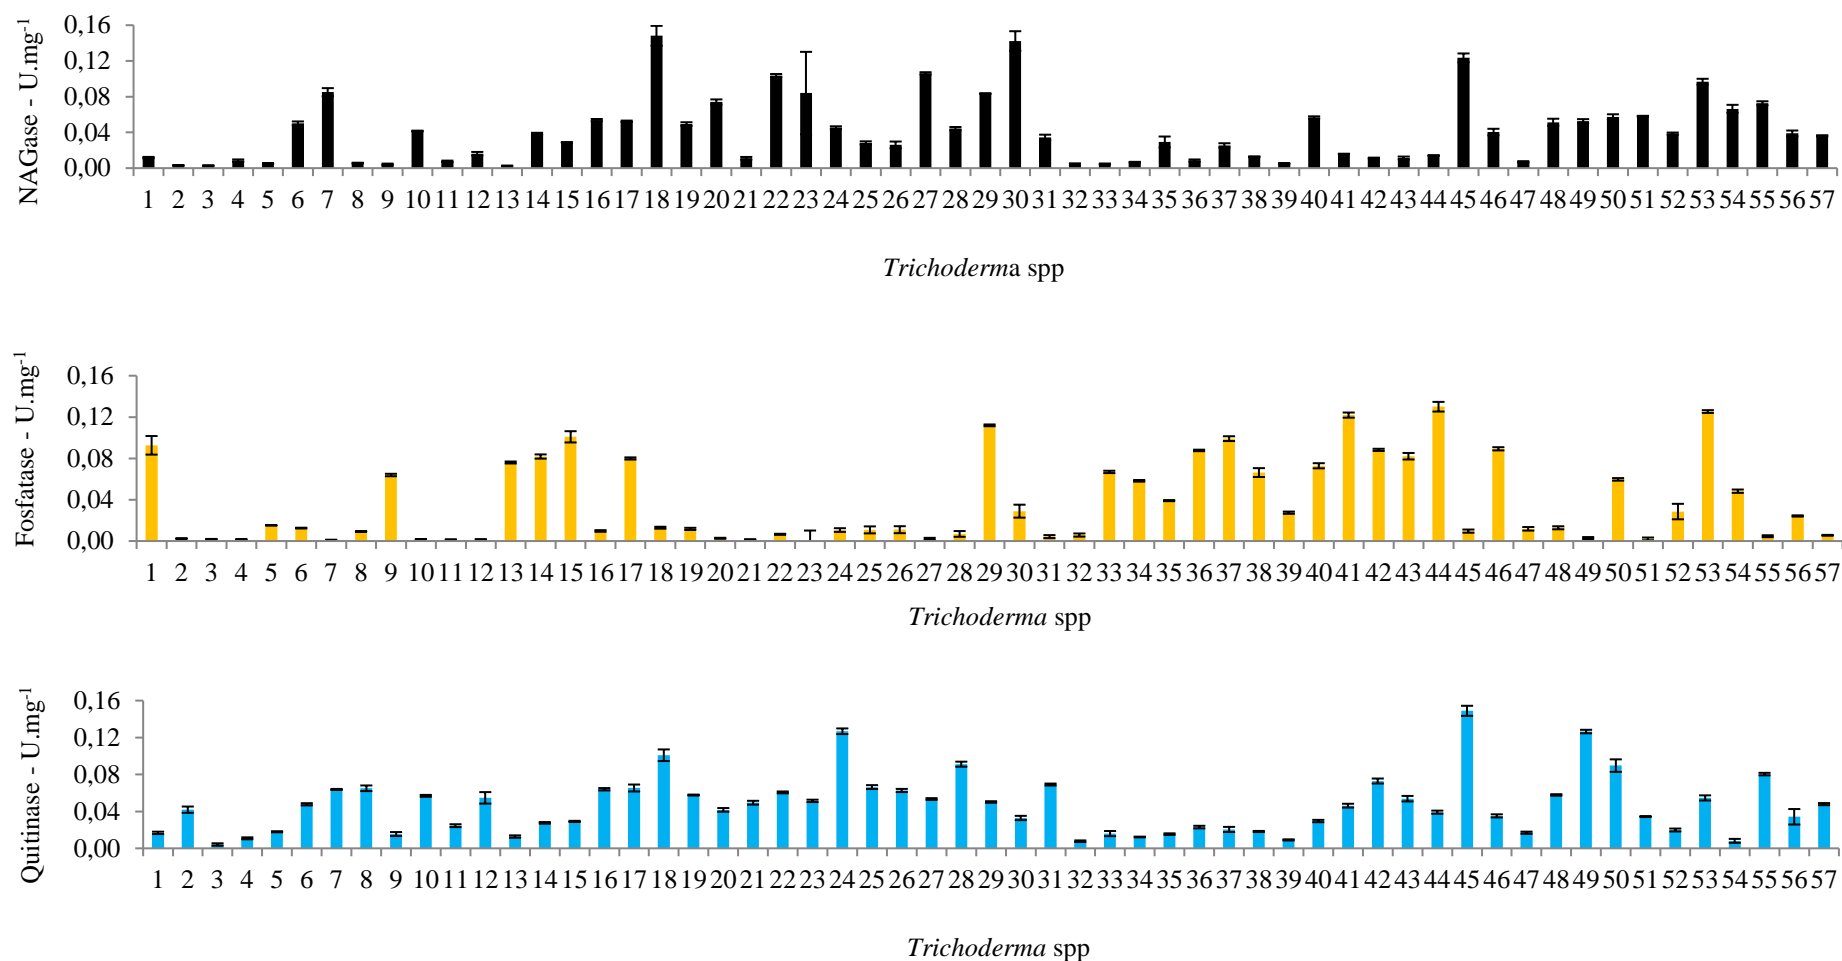 NAGase - U.mg-1
0,16
0,12
0,08
0,04
0,00
1 2 3 4 5 6 7 8 9 10 11 12 13 14 15 16 17 18 19 20 21 22 23 24 25 26 27 28 29 30 31 32 33 34 35 36 37 38 39 40 41 42 43 44 45 46 47 48 49 50 51 52 53 54 55 56 57
Trichoderma spp
Fosfatase - U.mg-1
0,16
0,12
0,08
0,04
0,00
1 2 3 4 5 6 7 8 9 10 11 12 13 14 15 16 17 18 19 20 21 22 23 24 25 26 27 28 29 30 31 32 33 34 35 36 37 38 39 40 41 42 43 44 45 46 47 48 49 50 51 52 53 54 55 56 57
Trichoderma spp
Quitinase - U.mg-1
0,16
0,12
0,08
0,04
0,00
1 2 3 4 5 6 7 8 9 10 11 12 13 14 15 16 17 18 19 20 21 22 23 24 25 26 27 28 29 30 31 32 33 34 35 36 37 38 39 40 41 42 43 44 45 46 47 48 49 50 51 52 53 54 55 56 57
Trichoderma spp